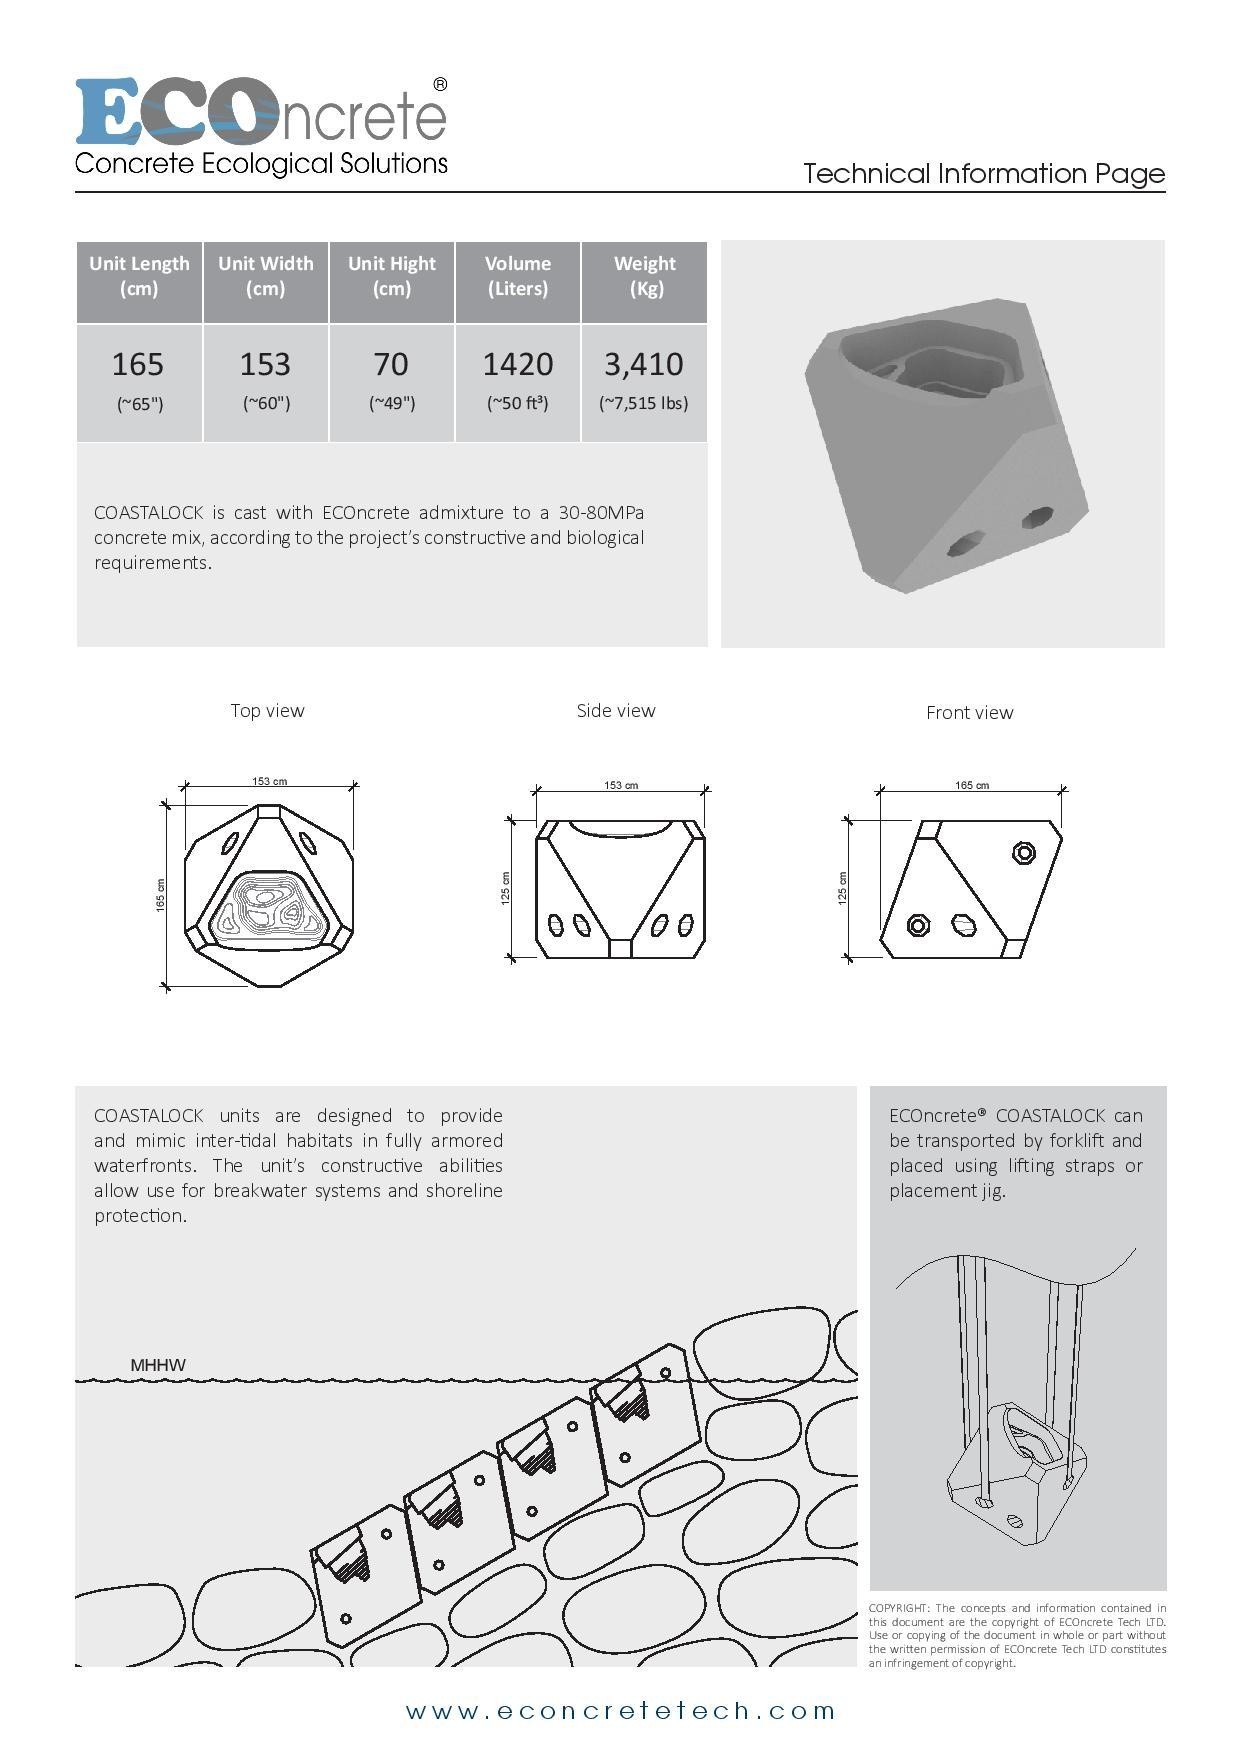 ECOncrete®
Concrete Ecological Solutions
Technical Information Page
Unit Length
(cm)
Unit Width
(cm)
Unit Hight
(cm)
Volume
(Liters)
Weight
(Kg)
165
153
70
1420
3,410
(~65")
(~60")
(~49")
(~50 ft³)
(~7,515 lbs)
COASTALOCK is cast with ECOncrete admixture to a 30-80MPa
concrete mix, according to the project's constructive and biological
requirements.
Top view
Side view
Front view
153 cm
165 cm
153 cm
125 cm
165 cm
125 cm
COASTALOCK units are designed to provide
and mimic inter-tidal habitats in fully armored
waterfronts. The unit's constructive abilities
allow use for breakwater systems and shoreline
protection.
MHHW
ECOncrete® COASTALOCK can
be transported by forklift and
placed using lifting straps or
placement jig.
COPYRIGHT: The concepts and information contained in
this document are the copyright of ECOncrete Tech LTD.
Use or copying of the document in whole or part without
the written permission of ECOncrete Tech LTD constitutes
an infringement of copyright.
www.econcretetech.com